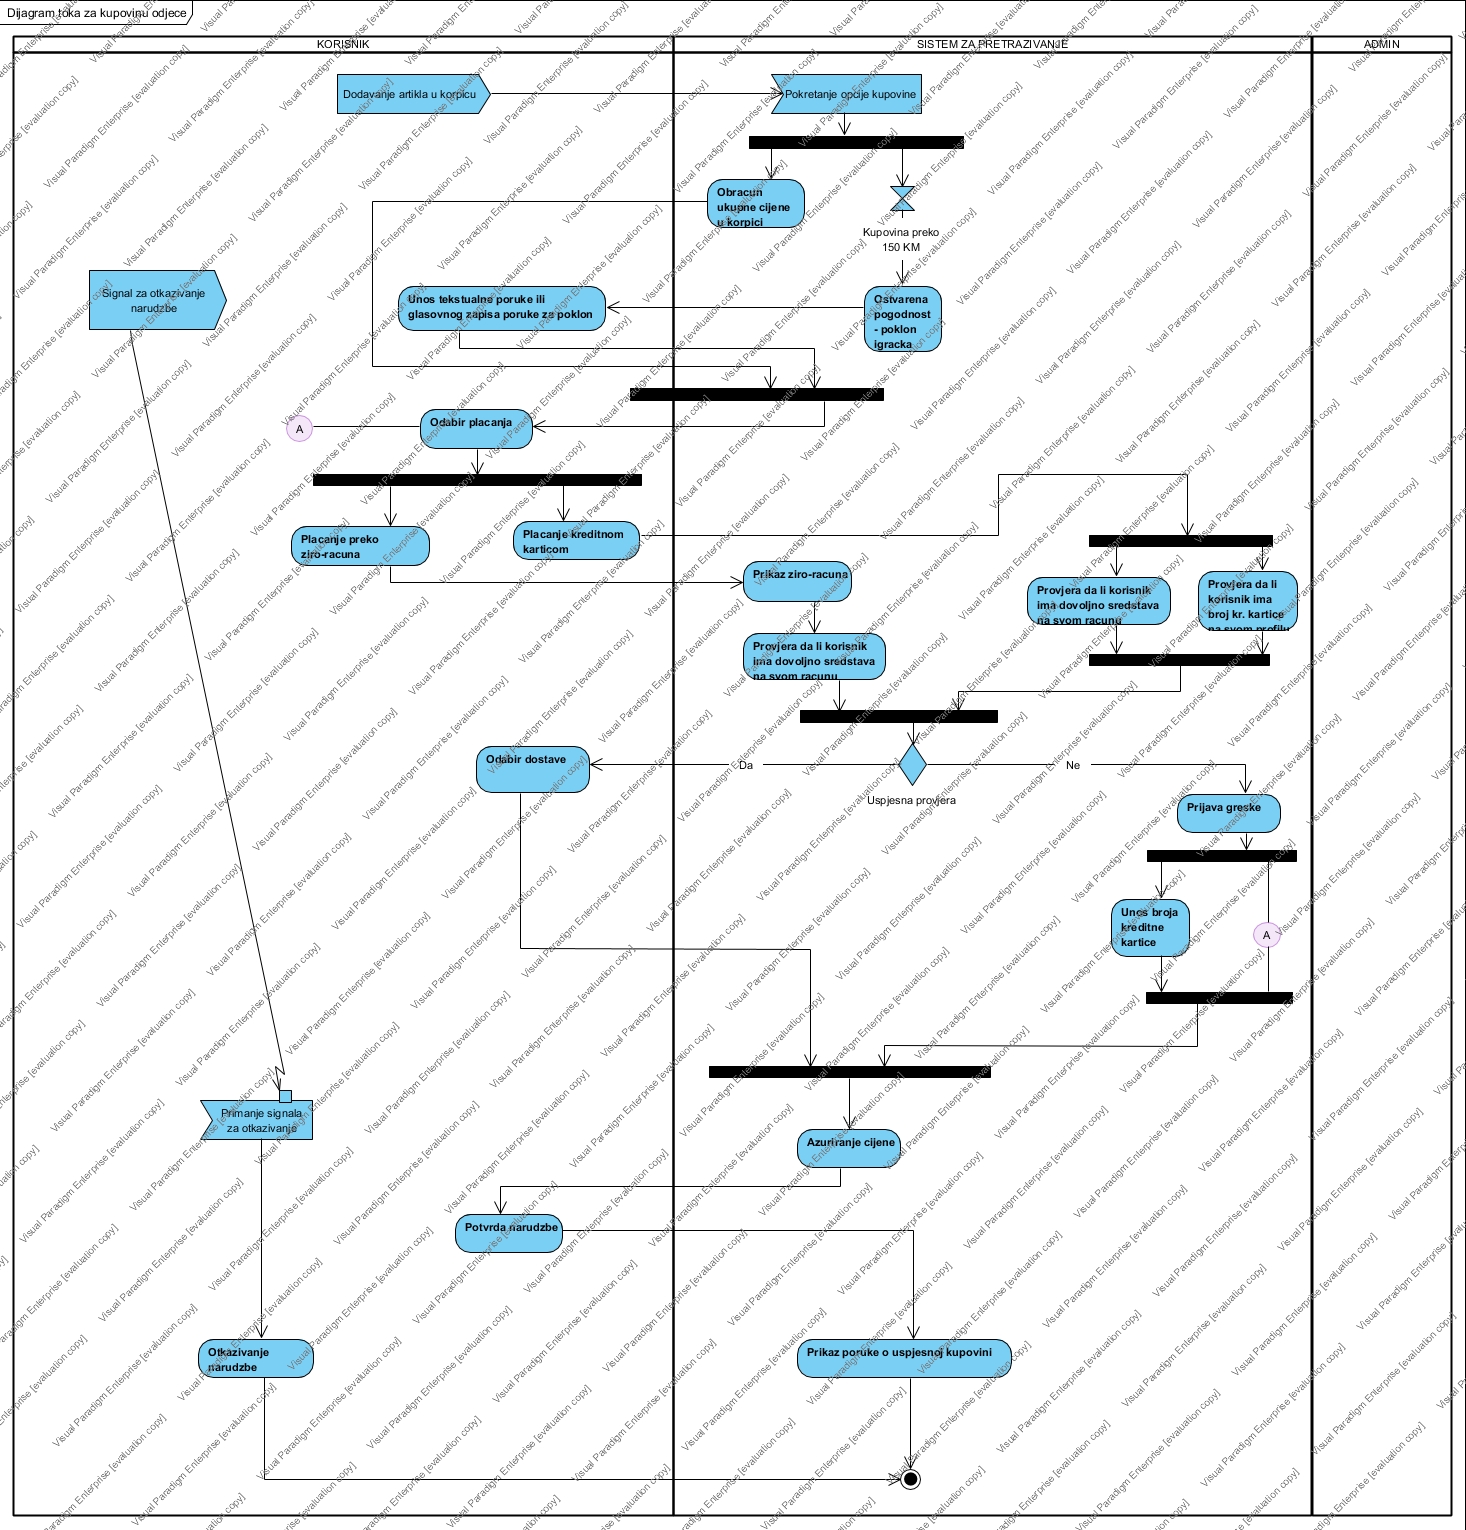 Dijagram toka za kupovinu odjece
KORISNIK
SISTEM ZA PRETRAZIVANJE
ADMIN
Dodavanje artikla u korpicu
Pokretanje opcije kupovine
Obracun
ukupne cijene
u korpici
Kupovina preko
150 KM
Signal za otkazivanje
narudzbe
Unos tekstualne poruke ili
glasovnog zapisa poruke za poklon
Ostvarena
pogodnost
- poklon
igracka
A
Odabir placanja
Placanje preko
ziro-racuna
Placanje kreditnom
karticom
Prikaz ziro-racuna
Provjera da li korisnik
ima dovoljno sredstava
na svom racunu
Provjera da li
korisnik ima
broj kr. kartice
na svom profilu
Provjera da li korisnik
ima dovoljno sredstava
na svom racunu
Odabir dostave
Da
Ne
Uspjesna provjera
Prijava greske
Unos broja
kreditne
kartice
A
Primanje signala
za otkazivanje
Azuriranje cijene
Potvrda narudzbe
Otkazivanje
narudzbe
Prikaz poruke o uspjesnoj kupovini
Visual Paradigm Enterprise [evaluation copy]